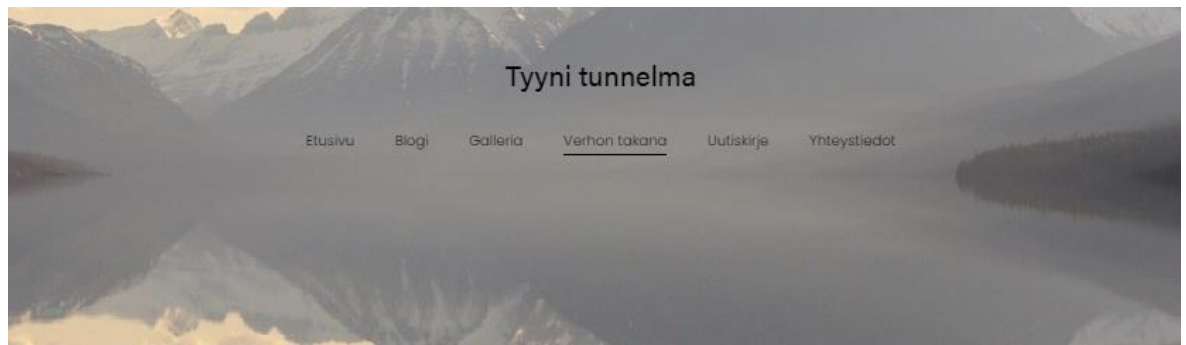 Tyyni tunnelma
Etusivu Blogi Galleria Verhon takana Uutiskirje Yhteystiedot